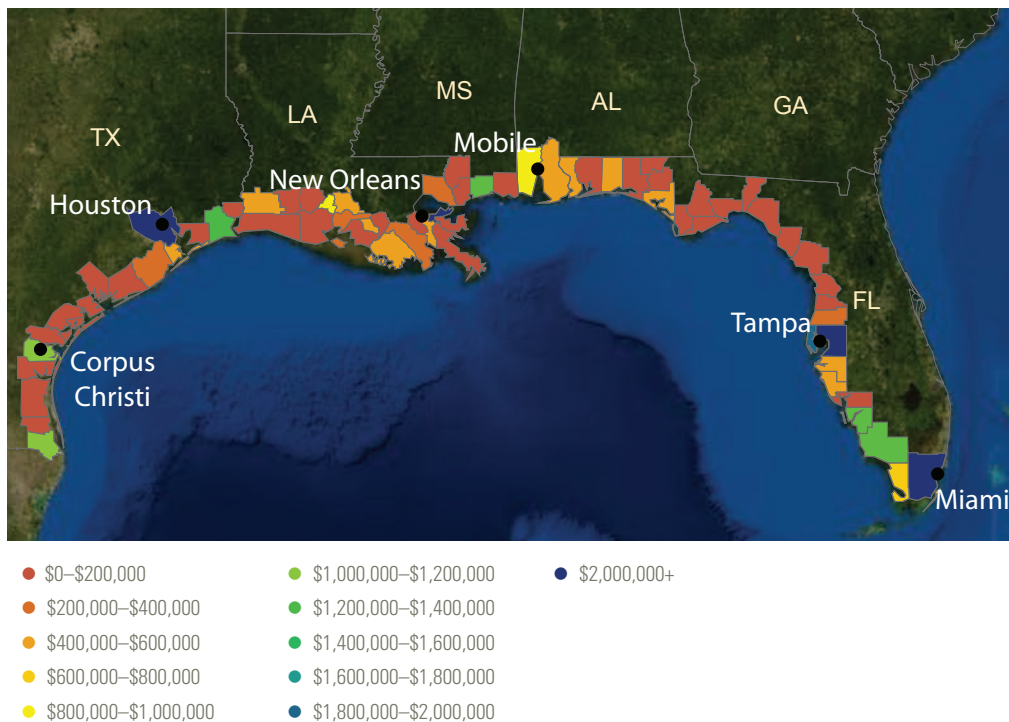 MS
LA
AL
GA
TX
Mobile
New Orleans
Houston
FL
Tampa
Corpus
Christi
Miami
$0–$200,000
$200,000–$400,000
$400,000–$600,000
$600,000–$800,000
$800,000–$1,000,000
$1,000,000–$1,200,000
$1,200,000–$1,400,000
$1,400,000–$1,600,000
$1,600,000–$1,800,000
$1,800,000–$2,000,000
$2,000,000+